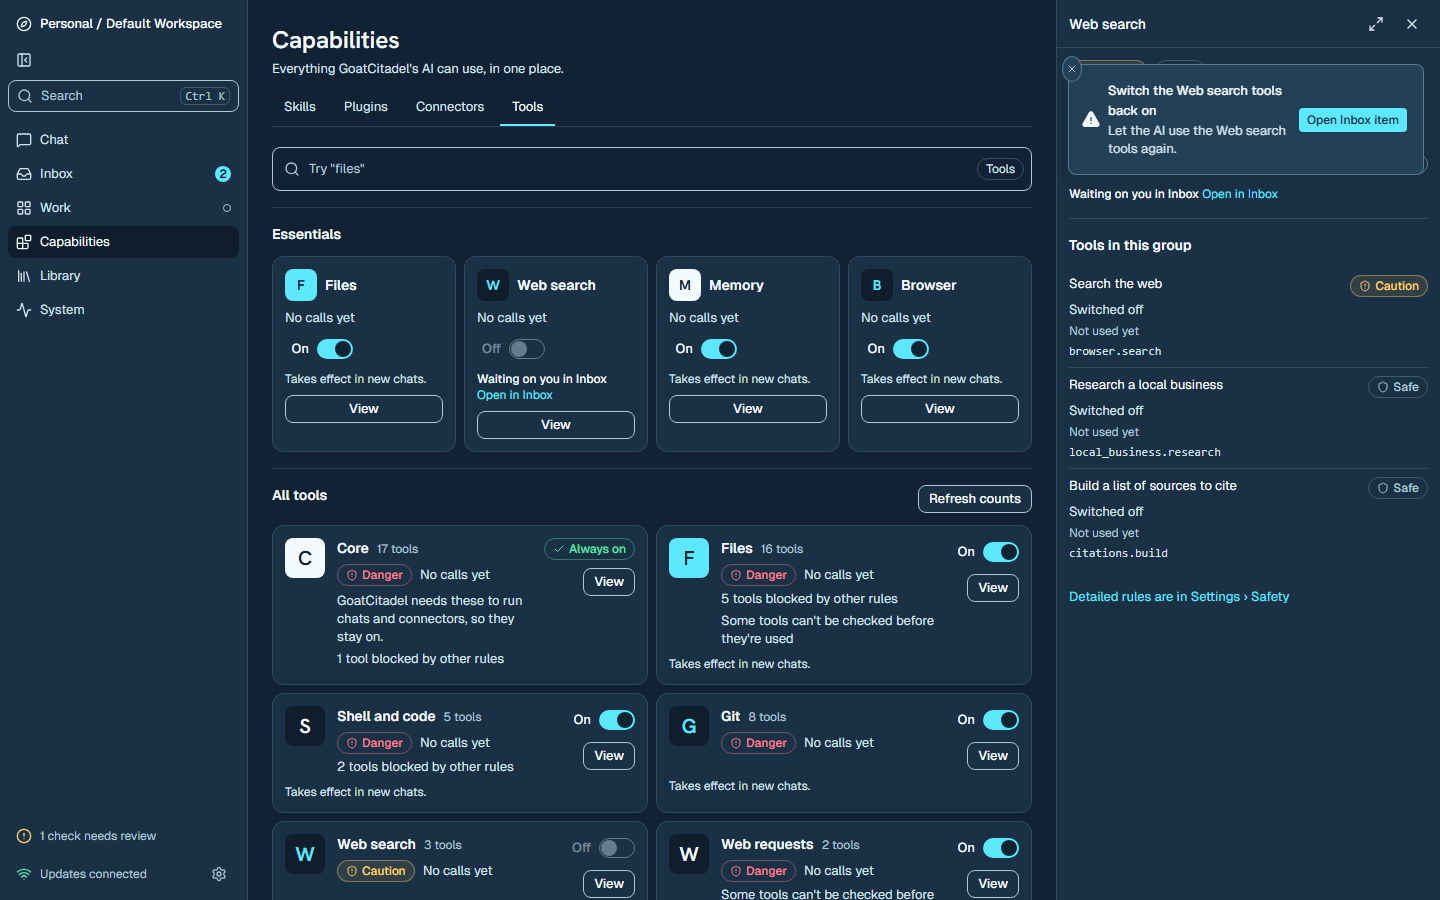 Personal / Default Workspace
Search
Ctrl K
Chat
Inbox
2
Work
Capabilities
Library
System
1 check needs review
Updates connected
Capabilities
Everything GoatCitadel's AI can use, in one place.
Skills
Plugins
Connectors
Tools
Try "files"
Tools
Essentials
F
Files
No calls yet
On
Takes effect in new chats.
View
W
Web search
No calls yet
Off
Waiting on you in Inbox
Open in Inbox
View
M
Memory
No calls yet
On
Takes effect in new chats.
View
B
Browser
No calls yet
On
Takes effect in new chats.
View
All tools
Refresh counts
C
Core 17 tools
Always on
Danger
No calls yet
View
GoatCitadel needs these to run
chats and connectors, so they
stay on.
1 tool blocked by other rules
F
Files 16 tools
On
Danger
No calls yet
View
5 tools blocked by other rules
Some tools can't be checked before
they're used
Takes effect in new chats.
S
Shell and code 5 tools
On
Danger
No calls yet
View
2 tools blocked by other rules
Takes effect in new chats.
G
Git 8 tools
On
Danger
No calls yet
View
Takes effect in new chats.
W
Web search 3 tools
Off
Caution
No calls yet
View
W
Web requests 2 tools
On
Danger
No calls yet
View
Some tools can't be checked before
Web search
Switch the Web search tools
back on
Let the AI use the Web search
tools again.
Open Inbox item
Waiting on you in Inbox Open in Inbox
Tools in this group
Search the web
Caution
Switched off
Not used yet
browser.search
Research a local business
Safe
Switched off
Not used yet
local_business.research
Build a list of sources to cite
Safe
Switched off
Not used yet
citations.build
Detailed rules are in Settings › Safety